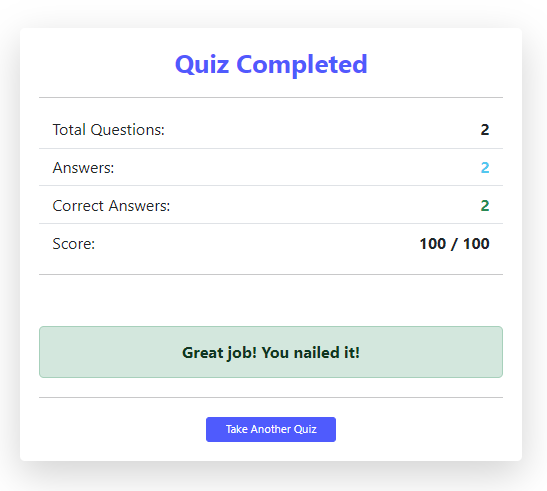 Quiz Completed
Total Questions: 2
Answers: 2
Correct Answers: 2
Score: 100 / 100
Great job! You nailed it!
Take Another Quiz